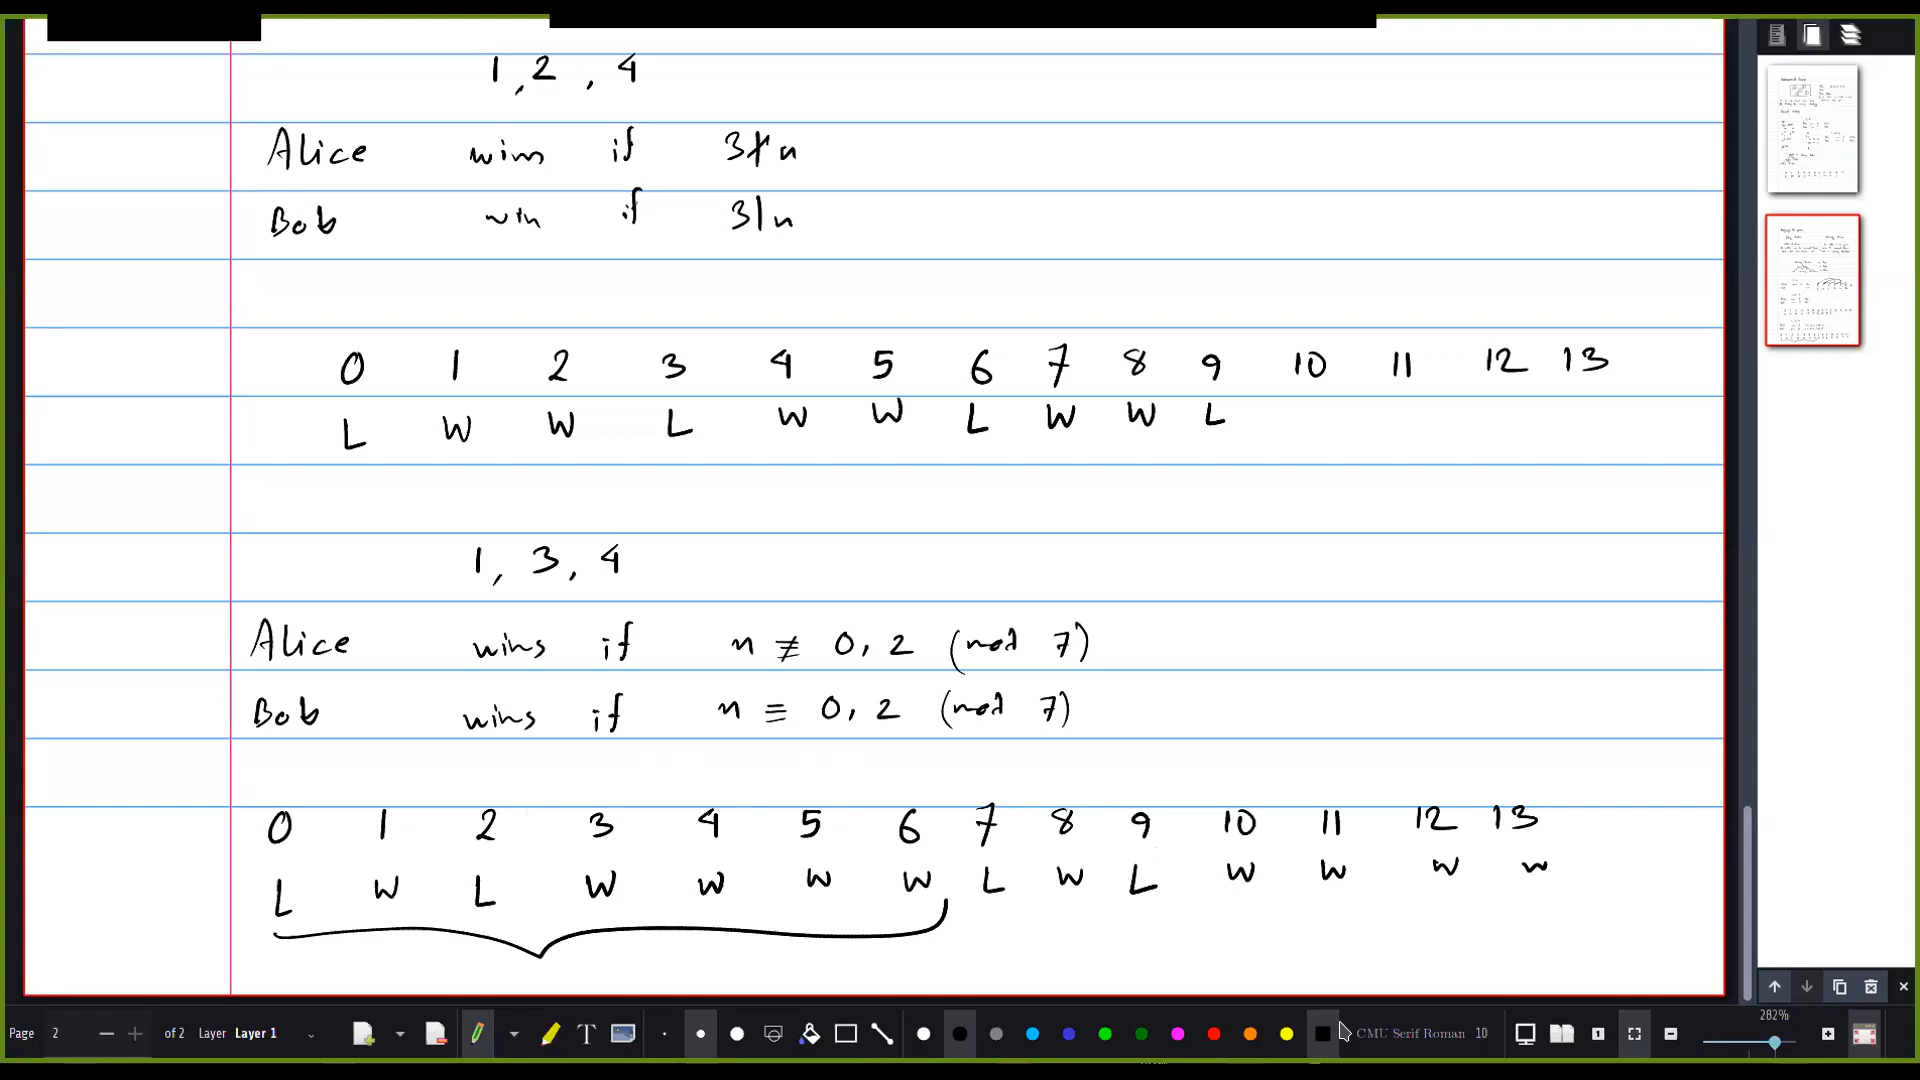 1, 2, 4
Alice wins if 3∤n
Bob win if 3|n
0 1 2 3 4 5 6 7 8 9 10 11 12 13
L W W L W W L W W L
1, 3, 4
Alice wins if n ≢ 0, 2 (mod 7)
Bob wins if n ≡ 0, 2 (mod 7)
0 1 2 3 4 5 6 7 8 9 10 11 12 13
L W L W W W W L W L W W W W
Page 2 of 2 Layer Layer 1 CMU Serif Roman 10
282%